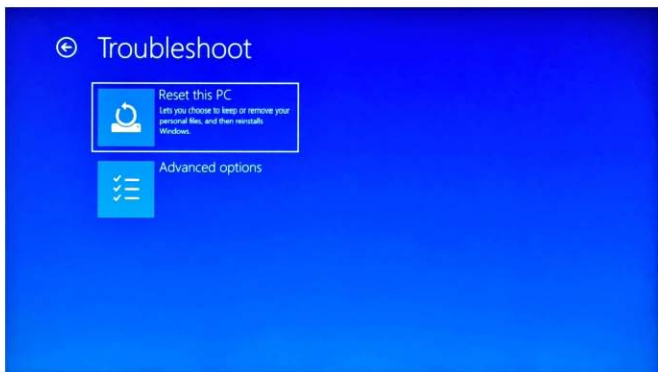 Troubleshoot
Reset this PC
Lets you choose to keep or remove your
personal files, and then reinstalls
Windows.
Advanced options